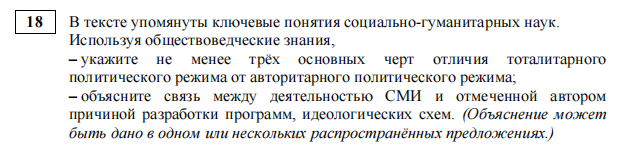 18 В тексте упомянуты ключевые понятия социально-гуманитарных наук.
Используя обществоведческие знания,
– укажите не менее трёх основных черт отличия тоталитарного
политического режима от авторитарного политического режима;
– объясните связь между деятельностью СМИ и отмеченной автором
причиной разработки программ, идеологических схем. (Объяснение может
быть дано в одном или нескольких распространённых предложениях.)